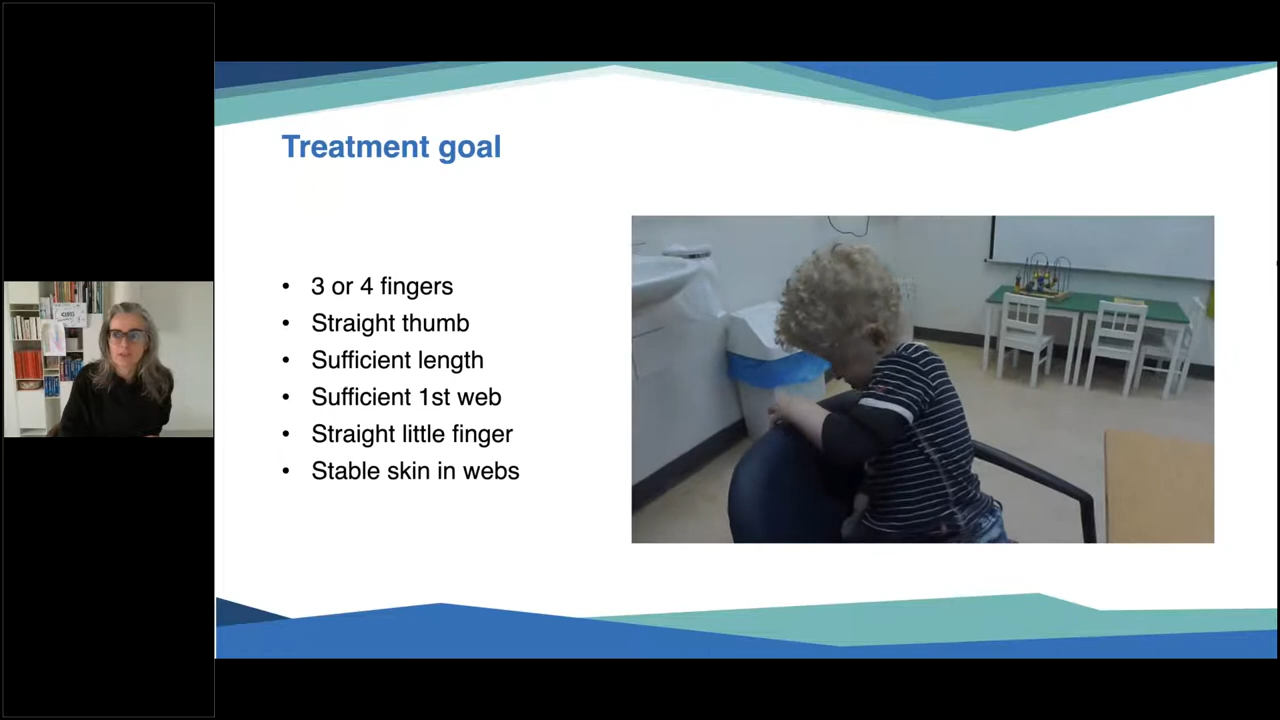 Treatment goal
• 3 or 4 fingers
• Straight thumb
• Sufficient length
• Sufficient 1st web
• Straight little finger
• Stable skin in webs